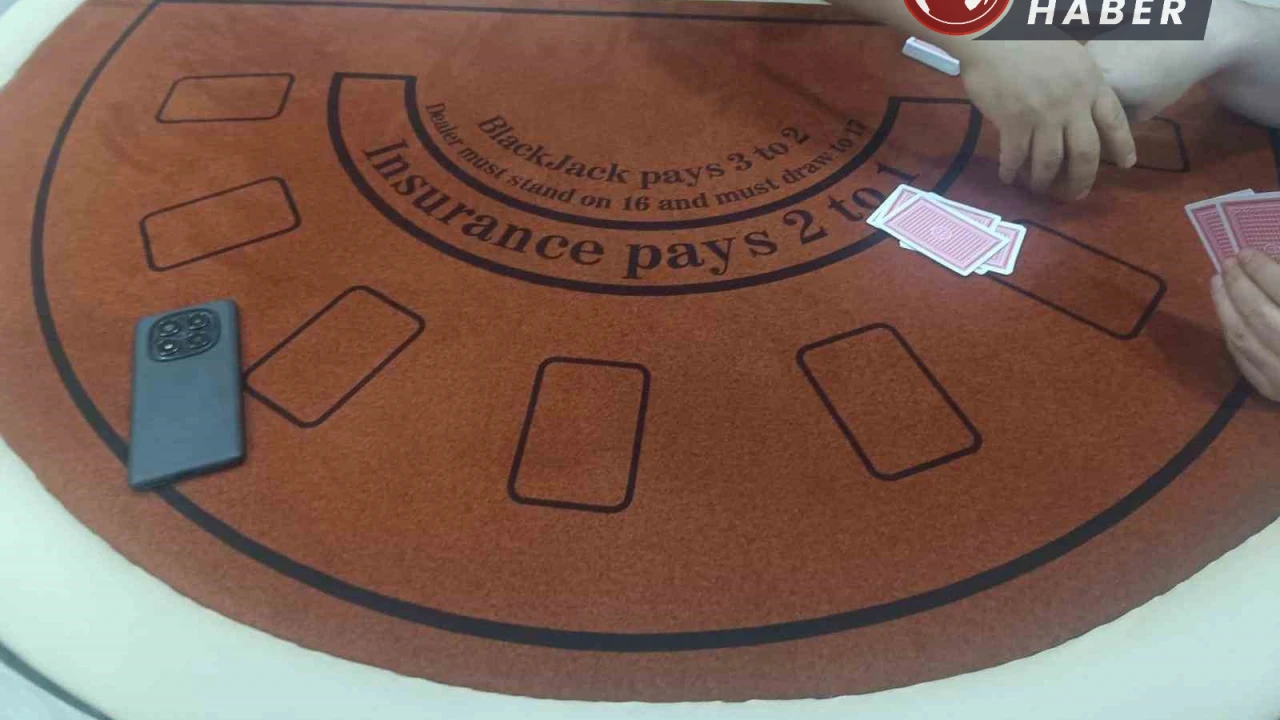 HABER
BlackJack pays 3 to 2
Dealer must stand on 16 and must draw to 17
Insurance pays 2 to 1